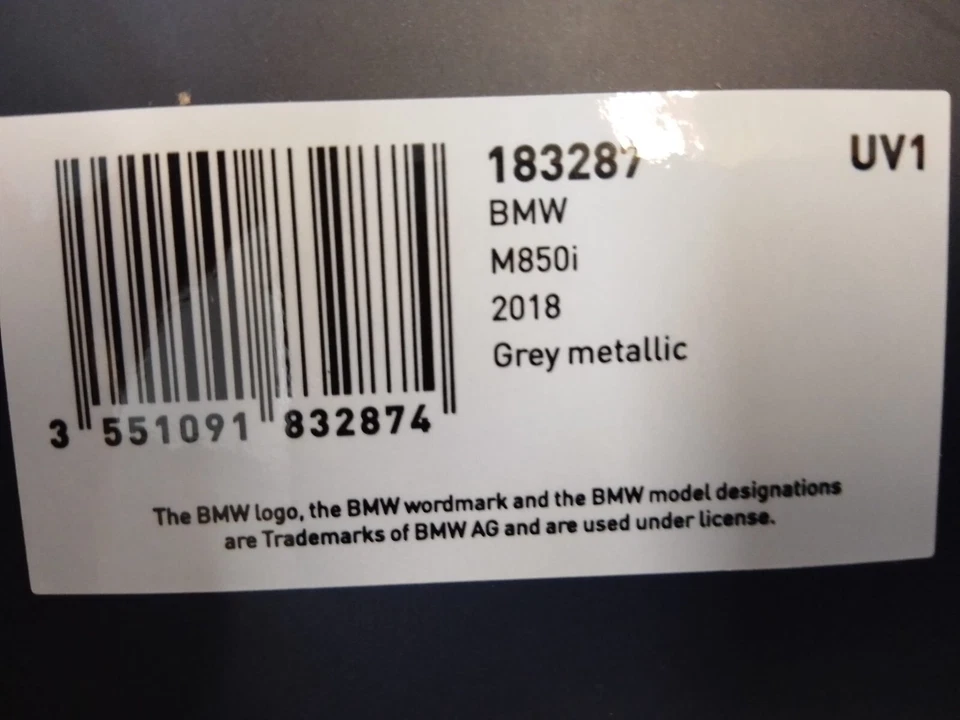 183287
UV1
BMW
M850i
2018
Grey metallic
3 551091 832874
The BMW logo, the BMW wordmark and the BMW model designations
are Trademarks of BMW AG and are used under license.